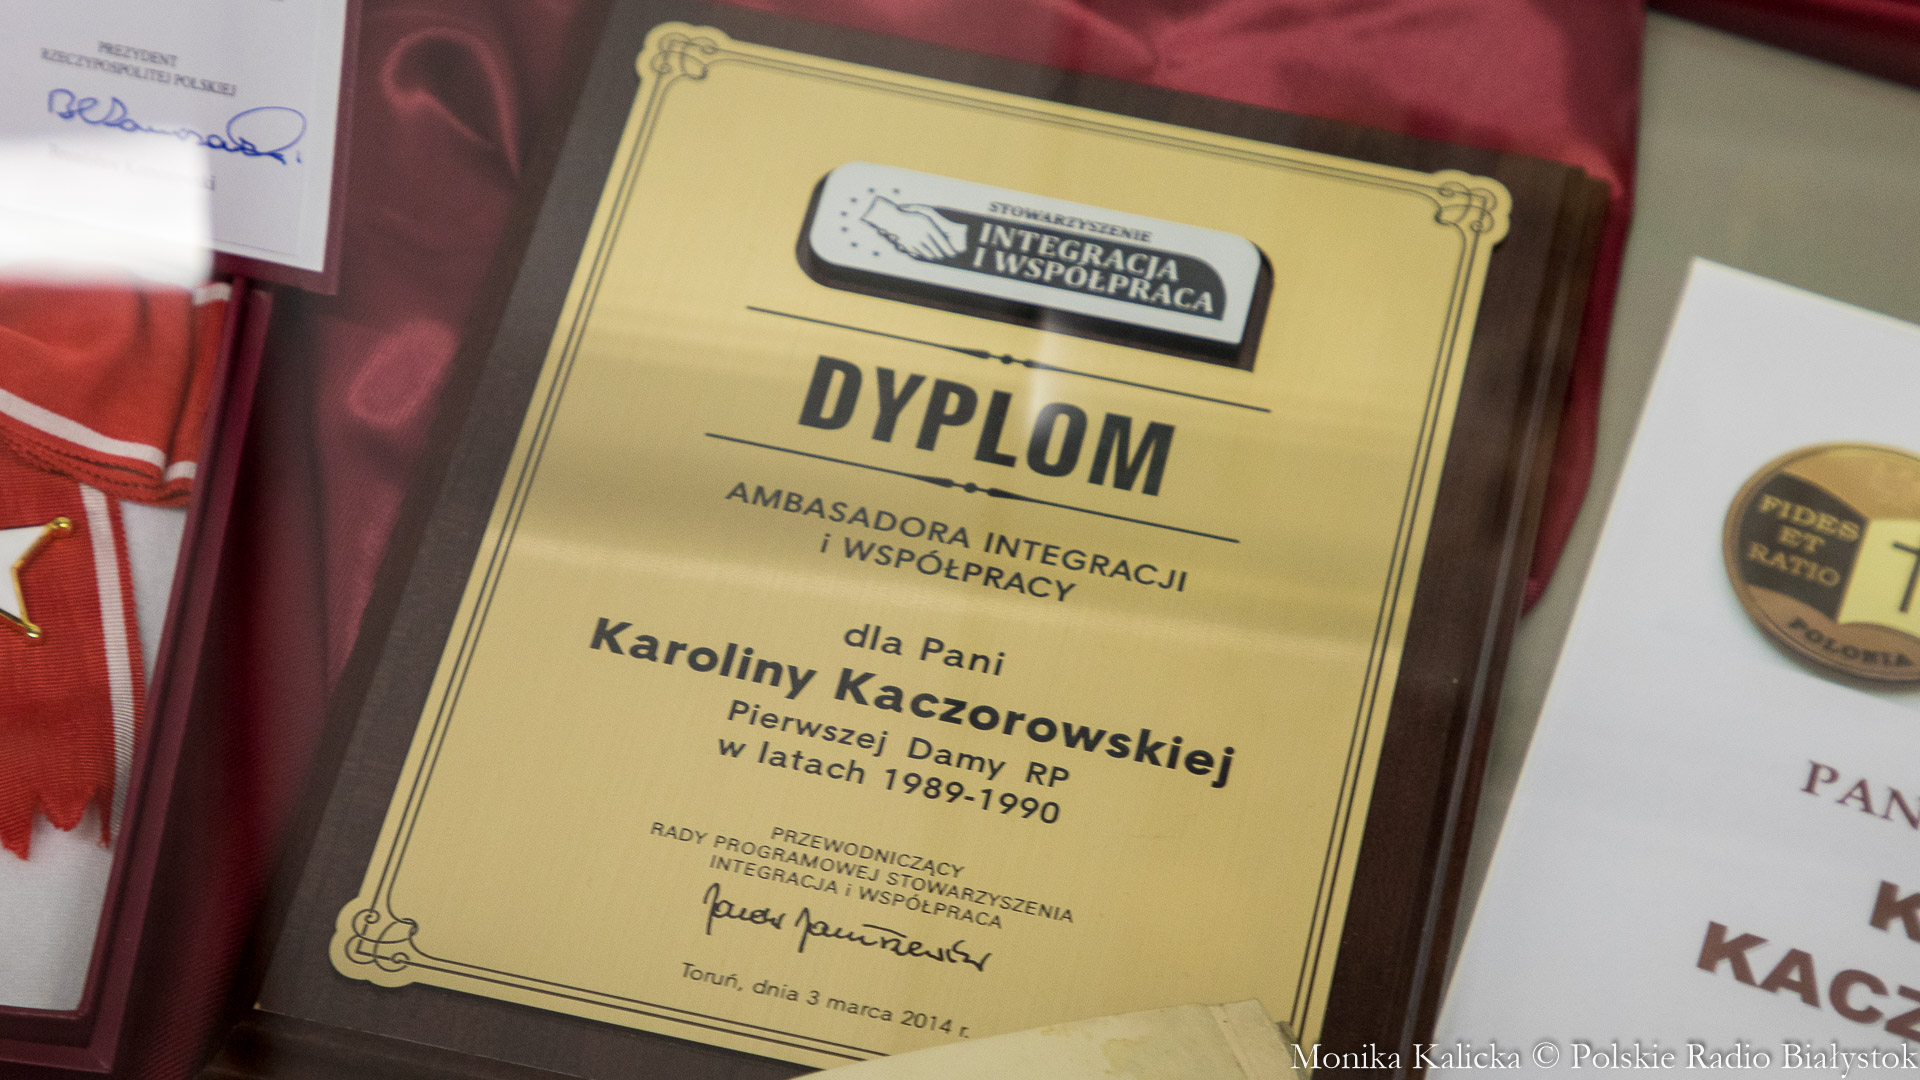 PREZYDENT
RZECZYPOSPOLITEJ POLSKIEJ
STOWARZYSZENIE
INTEGRACJA
I WSPÓŁPRACA
DYPLOM
AMBASADORA INTEGRACJI
i WSPÓŁPRACY
dla Pani
Karoliny Kaczorowskiej
Pierwszej Damy RP
w latach 1989-1990
PRZEWODNICZĄCY
RADY PROGRAMOWEJ STOWARZYSZENIA
INTEGRACJA i WSPÓŁPRACA
Toruń, dnia 3 marca 2014 r.
FIDES
ET
RATIO
POLONIA
PAN
K
KACZ
Monika Kalicka © Polskie Radio Białystok